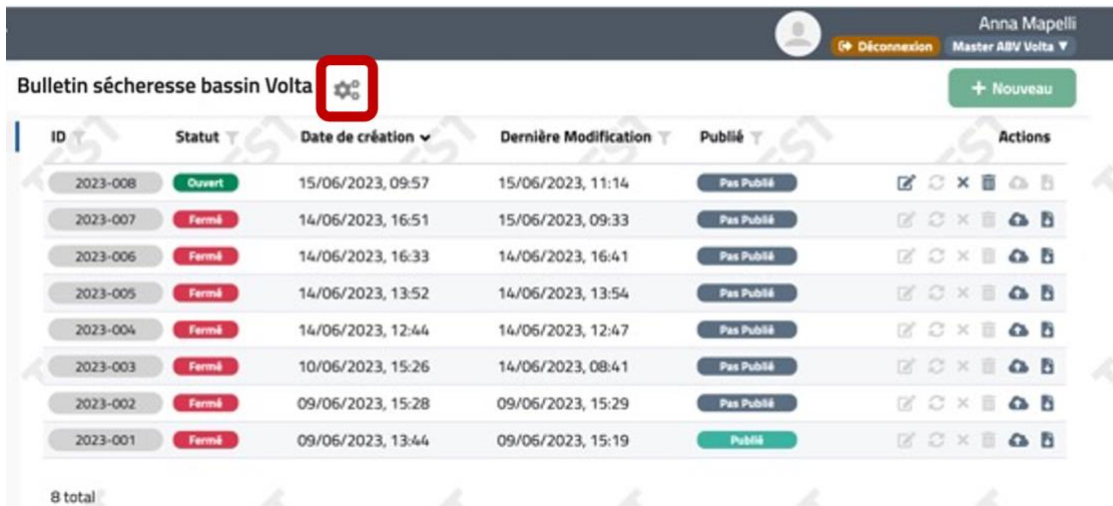 Anna Mapelli
Déconnexion Master ABV Volta ▼
Bulletin sécheresse bassin Volta
+ Nouveau
ID Statut Date de création Dernière Modification Publié Actions
2023-008 Ouvert 15/06/2023, 09:57 15/06/2023, 11:14 Pas Publié
2023-007 Fermé 14/06/2023, 16:51 15/06/2023, 09:33 Pas Publié
2023-006 Fermé 14/06/2023, 16:33 14/06/2023, 16:41 Pas Publié
2023-005 Fermé 14/06/2023, 13:52 14/06/2023, 13:54 Pas Publié
2023-004 Fermé 14/06/2023, 12:44 14/06/2023, 12:47 Pas Publié
2023-003 Fermé 10/06/2023, 15:26 14/06/2023, 08:41 Pas Publié
2023-002 Fermé 09/06/2023, 15:28 09/06/2023, 15:29 Pas Publié
2023-001 Fermé 09/06/2023, 13:44 09/06/2023, 15:19 Publié
8 total